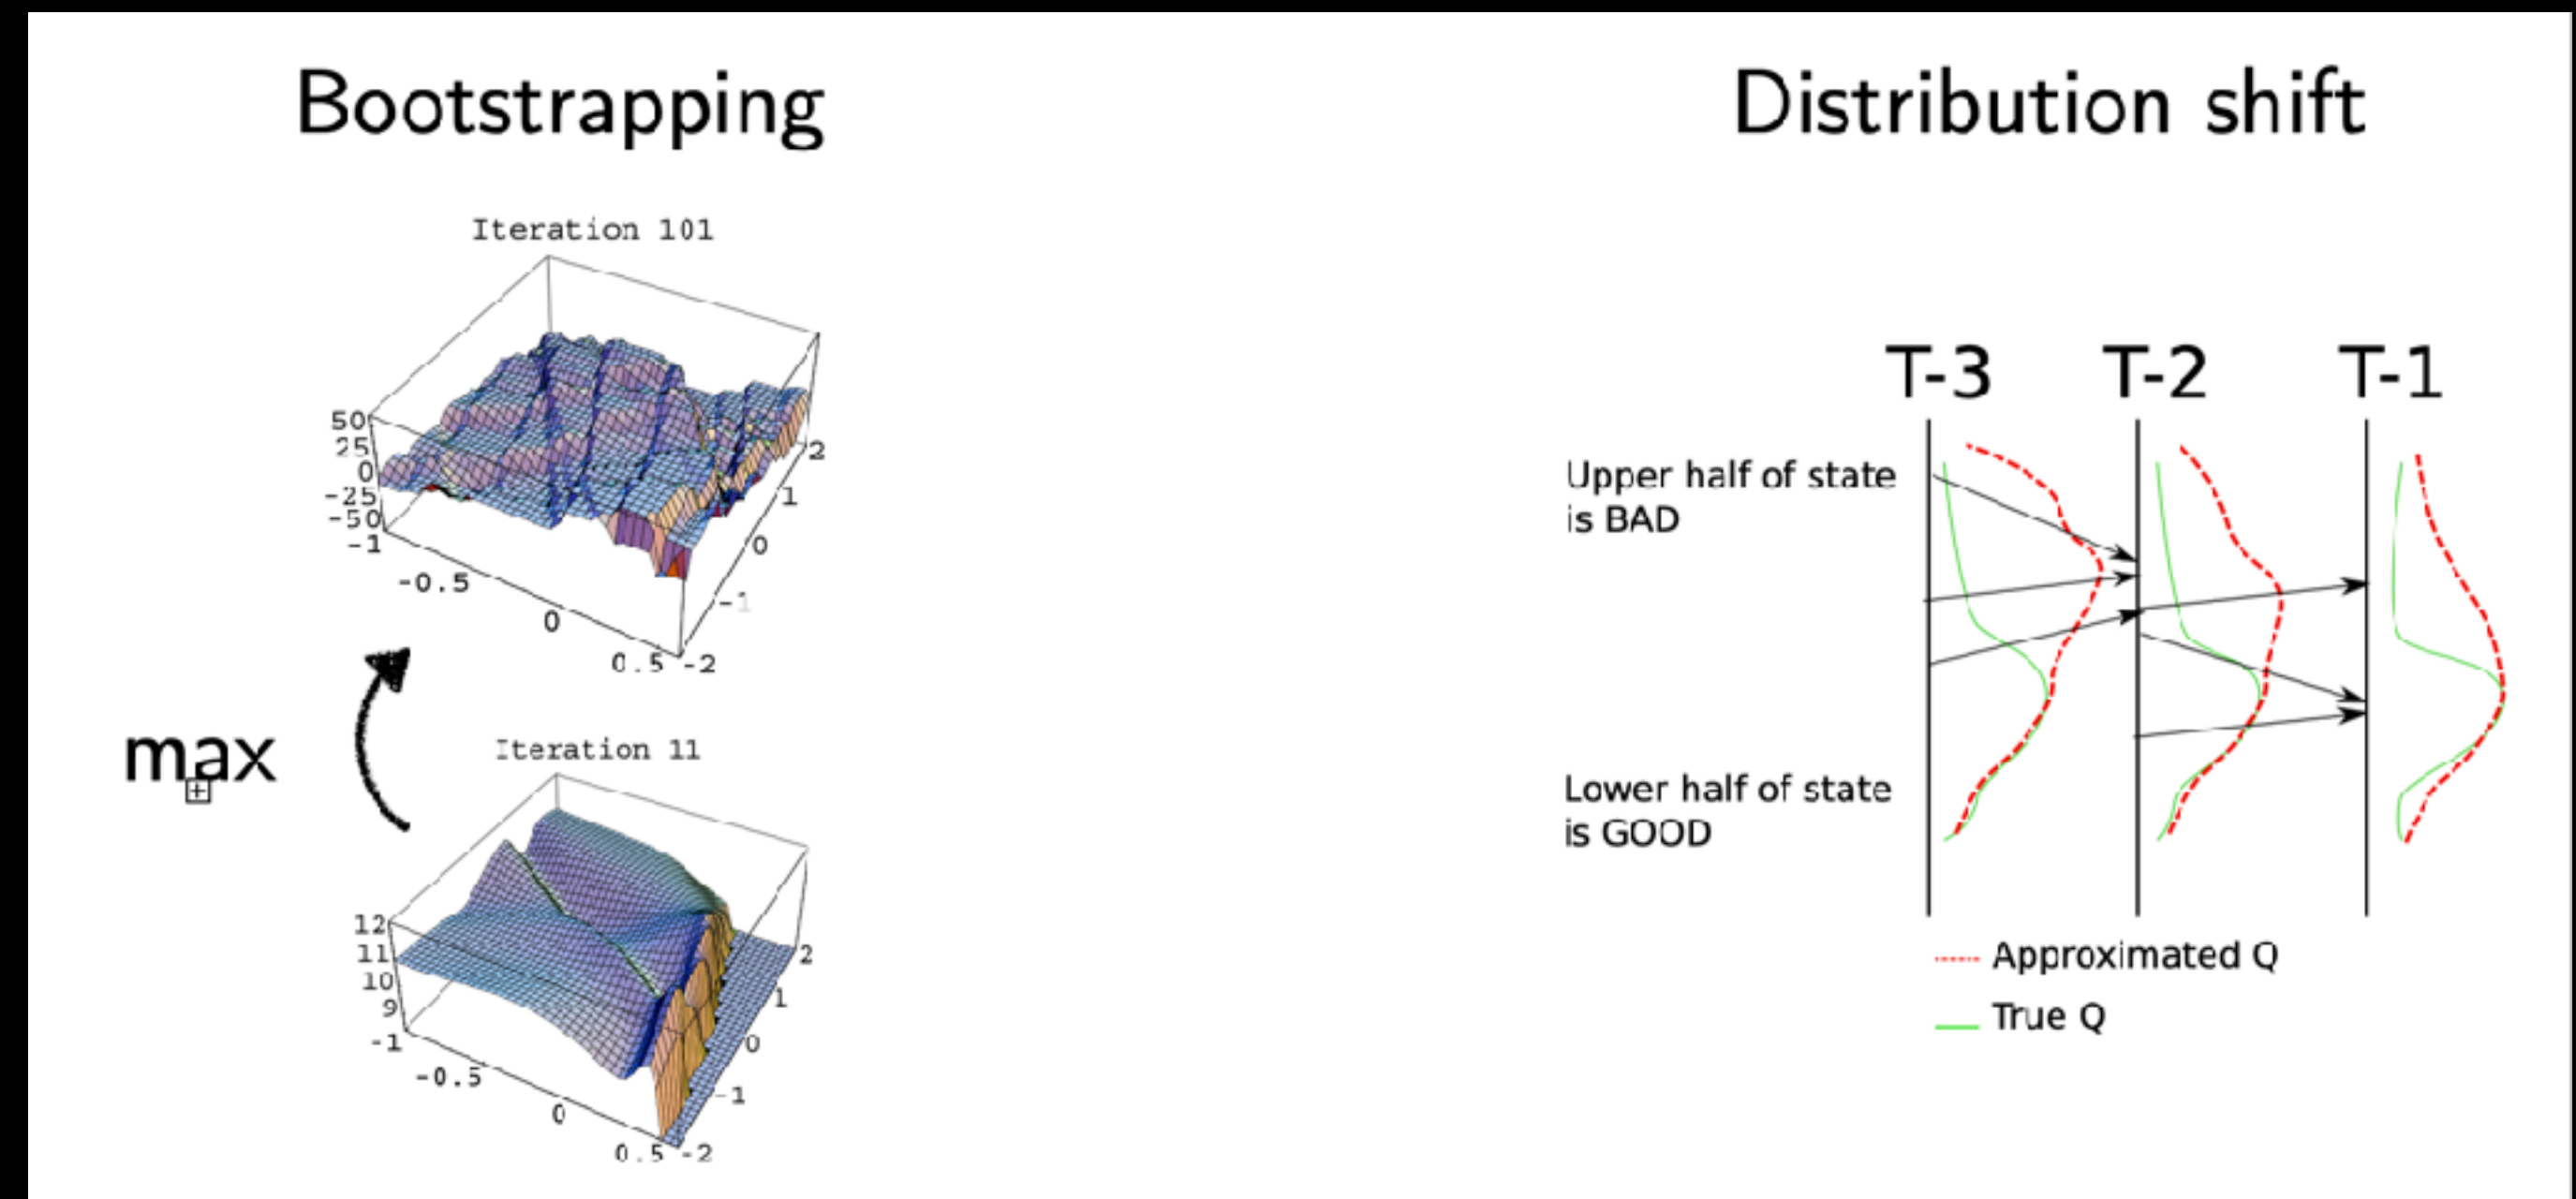 Bootstrapping
Iteration 101
50
25
0
-25
-50
-1
-0.5
0
0.5
-2
-1
0
1
2
max
Iteration 11
12
11
10
9
-1
-0.5
0
0.5
-2
-1
0
1
2
Distribution shift
T-3 T-2 T-1
Upper half of state
is BAD
Lower half of state
is GOOD
Approximated Q
True Q